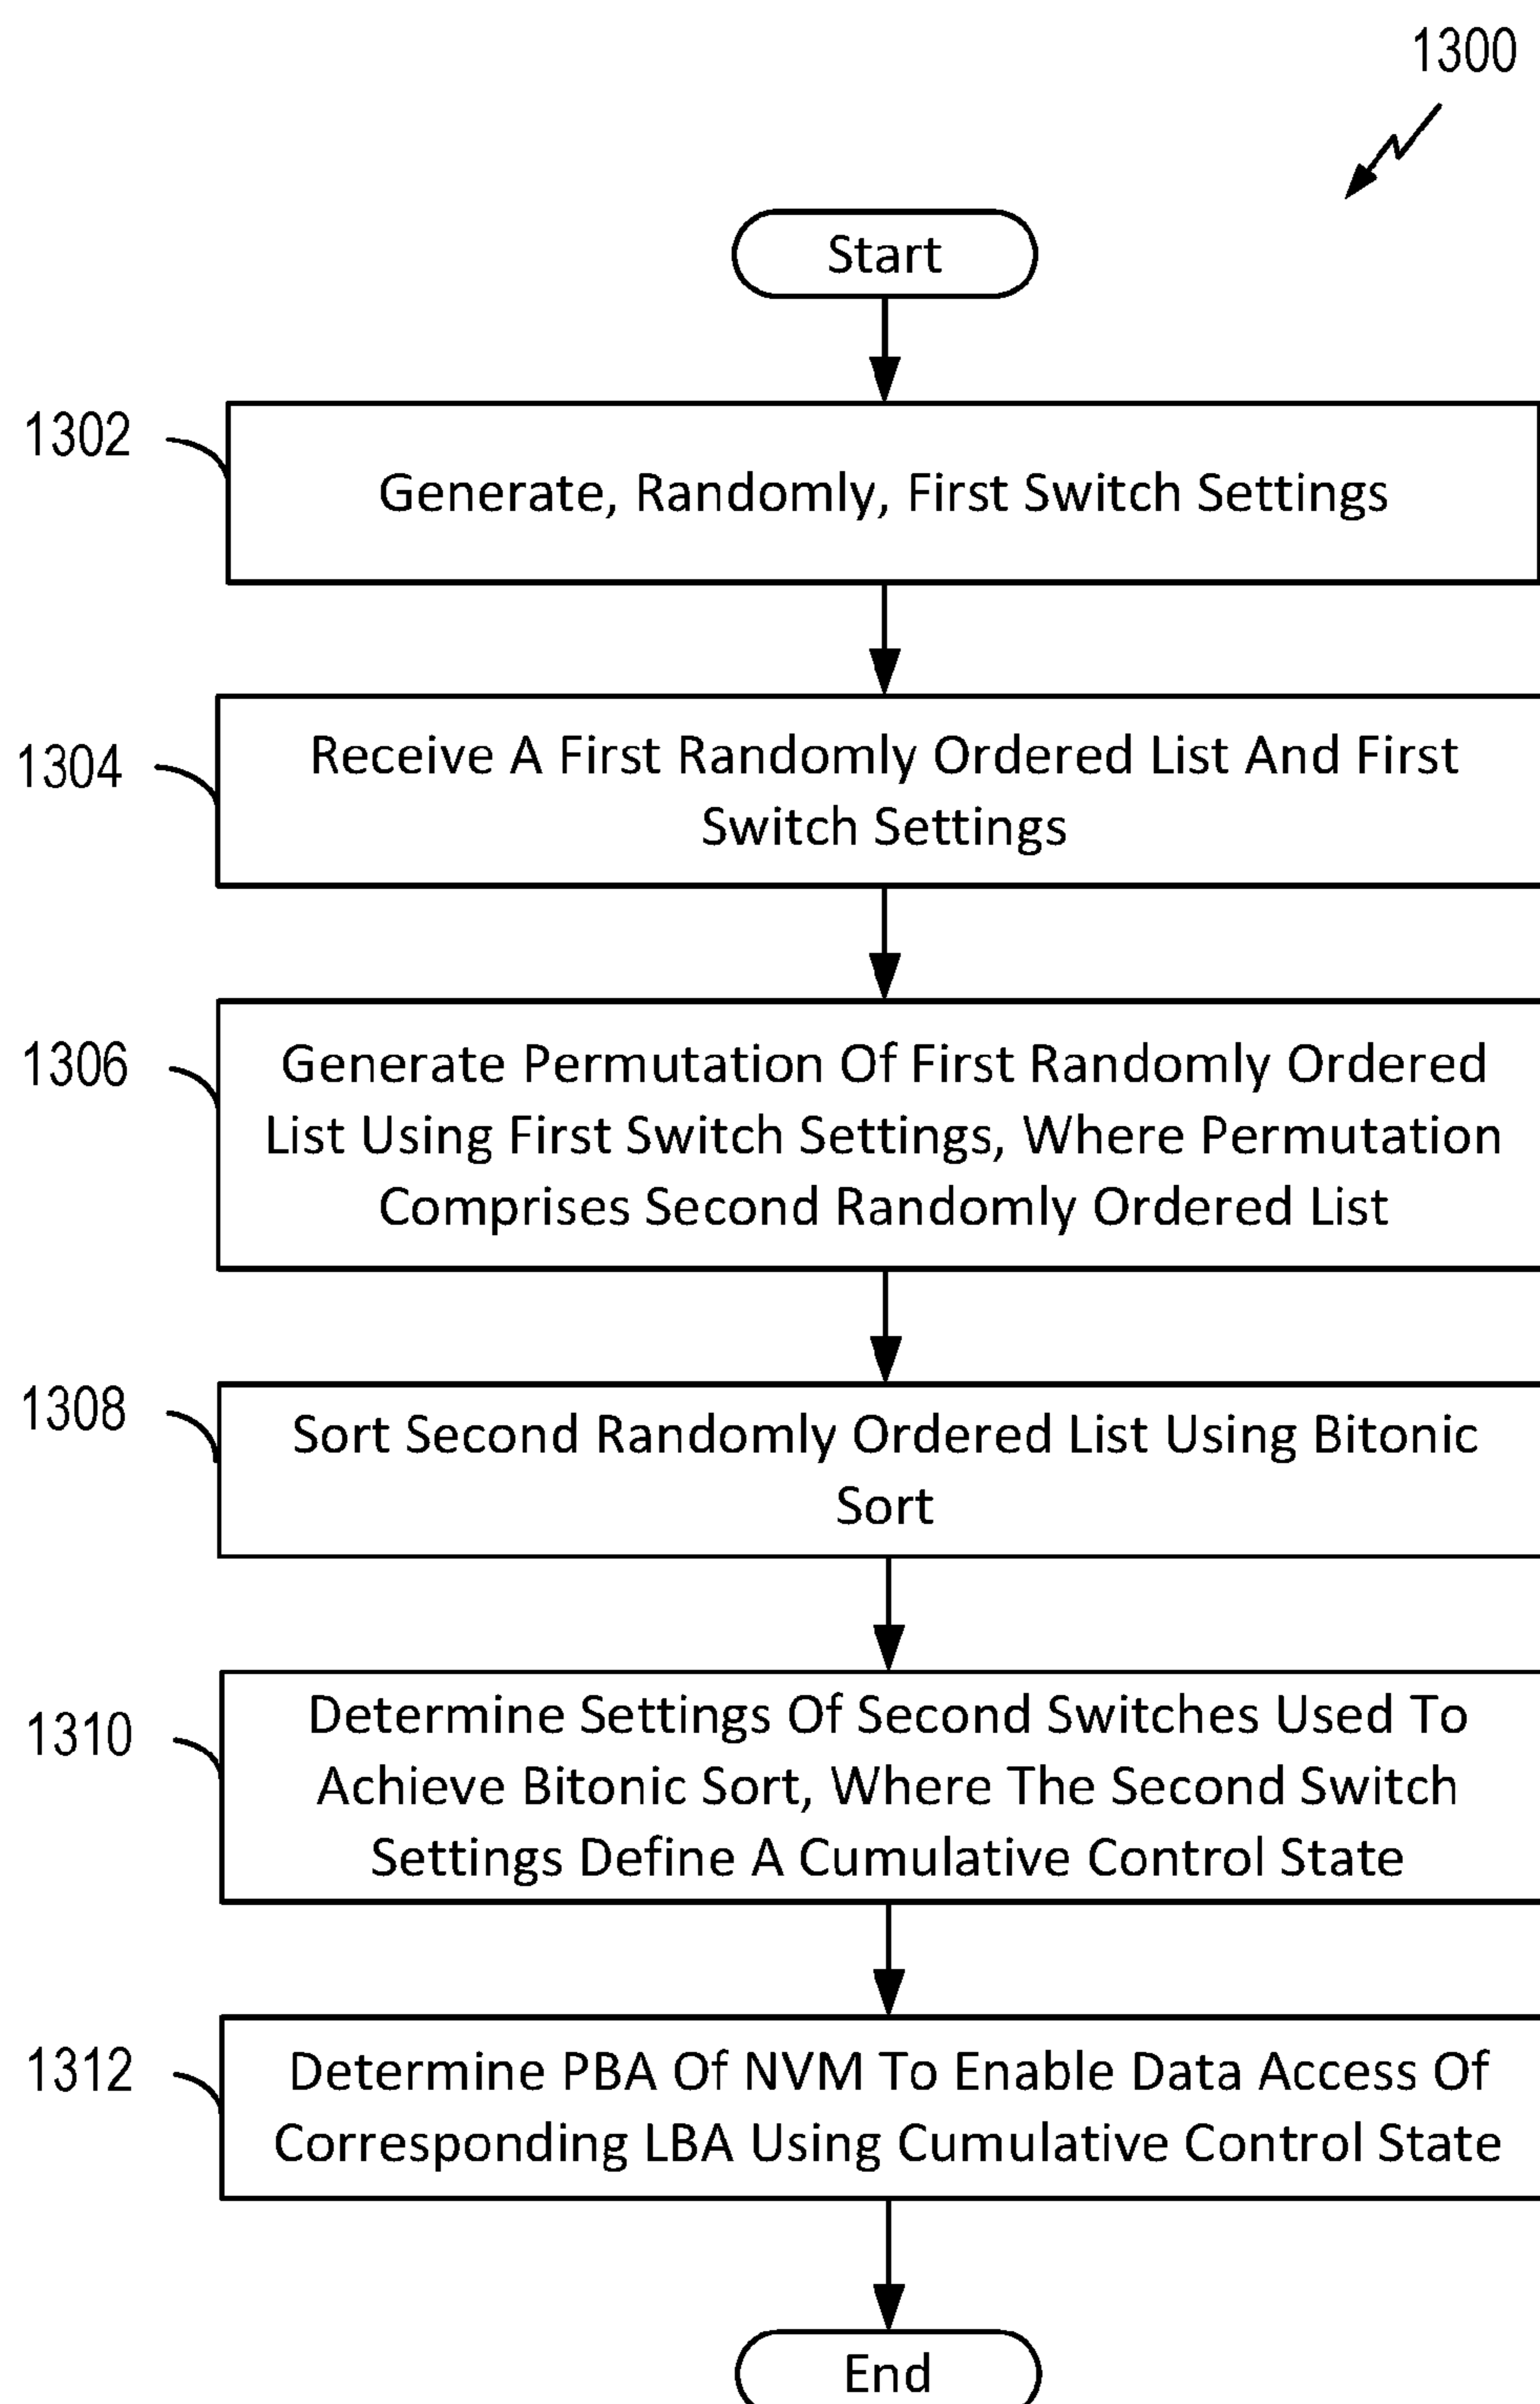 1300
Start
1302
Generate, Randomly, First Switch Settings
1304
Receive A First Randomly Ordered List And First
Switch Settings
1306
Generate Permutation Of First Randomly Ordered
List Using First Switch Settings, Where Permutation
Comprises Second Randomly Ordered List
1308
Sort Second Randomly Ordered List Using Bitonic
Sort
1310
Determine Settings Of Second Switches Used To
Achieve Bitonic Sort, Where The Second Switch
Settings Define A Cumulative Control State
1312
Determine PBA Of NVM To Enable Data Access Of
Corresponding LBA Using Cumulative Control State
End